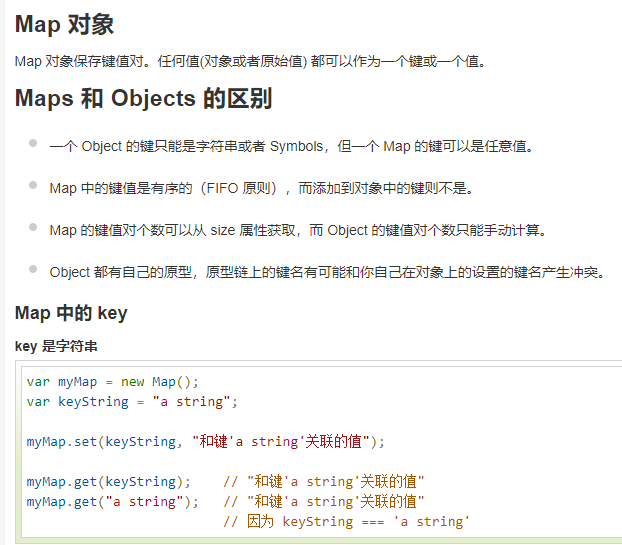 Map 对象
Map 对象保存键值对。任何值(对象或者原始值) 都可以作为一个键或一个值。
Maps 和 Objects 的区别
一个 Object 的键只能是字符串或者 Symbols，但一个 Map 的键可以是任意值。
Map 中的键值是有序的（FIFO 原则），而添加到对象中的键则不是。
Map 的键值对个数可以从 size 属性获取，而 Object 的键值对个数只能手动计算。
Object 都有自己的原型，原型链上的键名有可能和你自己在对象上的设置的键名产生冲突。
Map 中的 key
key 是字符串
var myMap = new Map();
var keyString = "a string";
myMap.set(keyString, "和键'a string'关联的值");
myMap.get(keyString);    // "和键'a string'关联的值"
myMap.get("a string");   // "和键'a string'关联的值"
// 因为 keyString === 'a string'